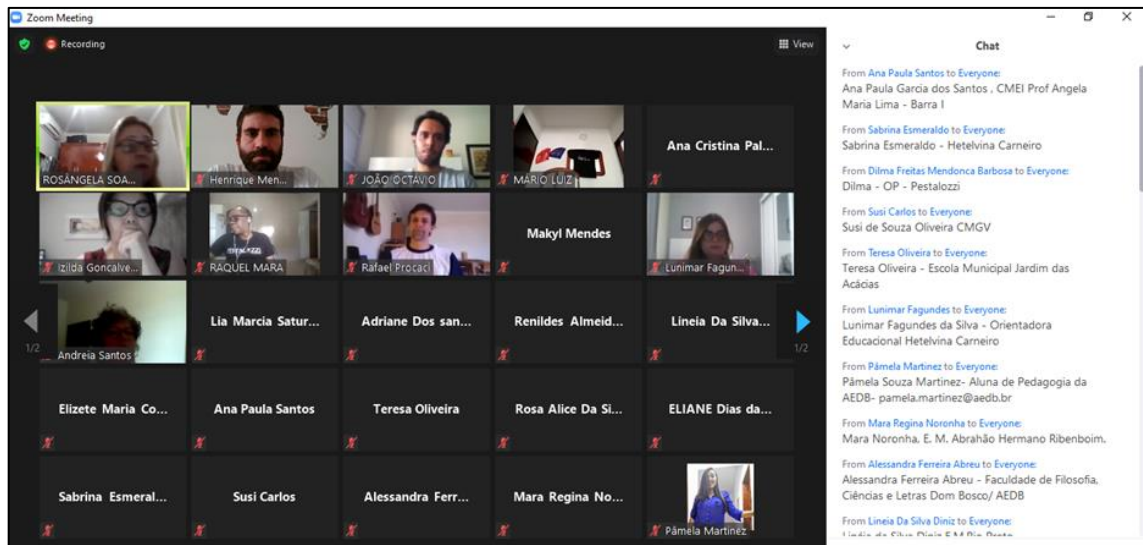 Zoom Meeting
Recording
View
ROSÂNGELA SOA...
Henrique Men...
JOÃO OCTAVIO
MÁRIO LUIZ
Ana Cristina Pal...
Izilda Goncalve...
RAQUEL MARA
Rafael Procaci
Makyl Mendes
Lunimar Fagun...
1/2
Andreia Santos
Lia Marcia Satur...
Adriane Dos san...
Renildes Almeid...
Lineia Da Silva...
1/2
Elizete Maria Co...
Ana Paula Santos
Teresa Oliveira
Rosa Alice Da Si...
ELIANE Dias da...
Sabrina Esmeral...
Susi Carlos
Alessandra Ferr...
Mara Regina No...
Pâmela Martinez
Chat
From Ana Paula Santos to Everyone:
Ana Paula Garcia dos Santos , CMEI Prof Angela
Maria Lima - Barra I
From Sabrina Esmeraldo to Everyone:
Sabrina Esmeraldo - Hetelvina Carneiro
From Dilma Freitas Mendonca Barbosa to Everyone:
Dilma - OP - Pestalozzi
From Susi Carlos to Everyone:
Susi de Souza Oliveira CMGV
From Teresa Oliveira to Everyone:
Teresa Oliveira - Escola Municipal Jardim das
Acácias
From Lunimar Fagundes to Everyone:
Lunimar Fagundes da Silva - Orientadora
Educacional Hetelvina Carneiro
From Pâmela Martinez to Everyone:
Pâmela Souza Martinez- Aluna de Pedagogia da
AEDB- pamela.martinez@aedb.br
From Mara Regina Noronha to Everyone:
Mara Noronha, E. M. Abrahão Hermano Ribenboim.
From Alessandra Ferreira Abreu to Everyone:
Alessandra Ferreira Abreu - Faculdade de Filosofia,
Ciências e Letras Dom Bosco/ AEDB
From Lineia Da Silva Diniz to Everyone: